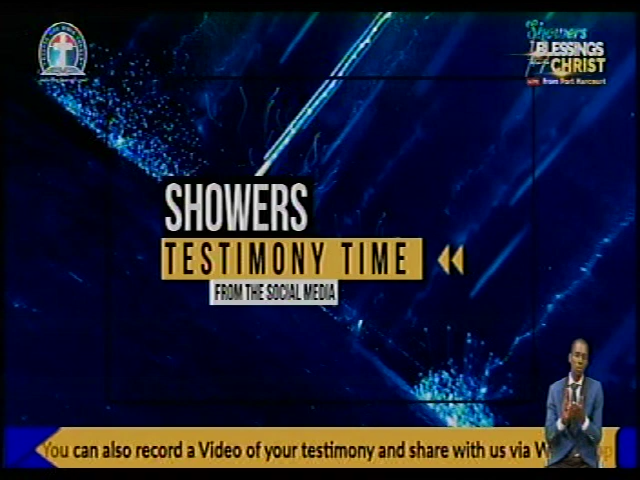 Showers
BLESSINGS
CHRIST
from Port Harcourt
SHOWERS
TESTIMONY TIME
FROM THE SOCIAL MEDIA
You can also record a Video of your testimony and share with us via